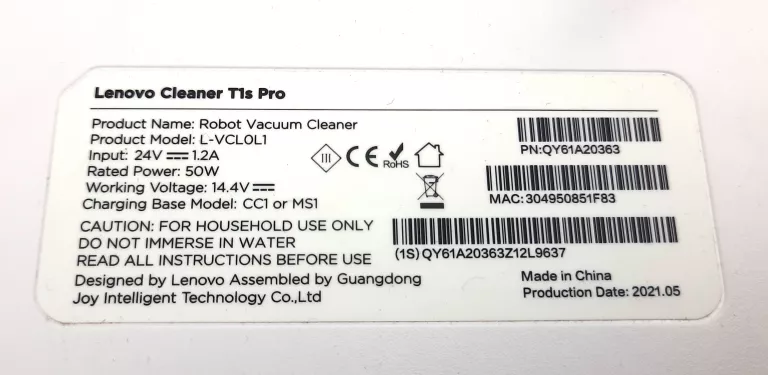 Lenovo Cleaner T1s Pro
Product Name: Robot Vacuum Cleaner
Product Model: L-VCL0L1
Input: 24V⎓1.2A
Rated Power: 50W
Working Voltage: 14.4V⎓
Charging Base Model: CC1 or MS1
III CE RoHS
PN:QY61A20363
MAC:304950851F83
(1S) QY61A20363Z12L9637
CAUTION: FOR HOUSEHOLD USE ONLY
DO NOT IMMERSE IN WATER
READ ALL INSTRUCTIONS BEFORE USE
Designed by Lenovo Assembled by Guangdong
Joy Intelligent Technology Co.,Ltd
Made in China
Production Date: 2021.05